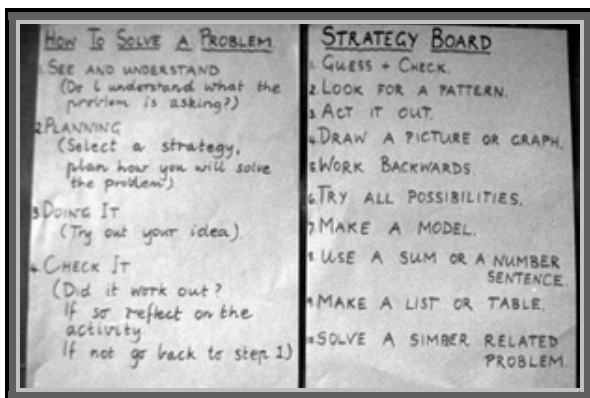 HOW TO SOLVE A PROBLEM.
1. SEE AND UNDERSTAND
(Do I understand what the
problem is asking?)
2. PLANNING
(Select a strategy,
plan how you will solve
the problem)
3. DOING IT
(Try out your idea).
4. CHECK IT
(Did it work out?
If so reflect on the
activity.
If not go back to step 1)
STRATEGY BOARD
1. GUESS + CHECK.
2. LOOK FOR A PATTERN.
3. ACT IT OUT.
4. DRAW A PICTURE OR GRAPH.
5. WORK BACKWARDS.
6. TRY ALL POSSIBILITIES.
7. MAKE A MODEL.
8. USE A SUM OR A NUMBER
SENTENCE.
9. MAKE A LIST OR TABLE.
10. SOLVE A RELATED
PROBLEM.